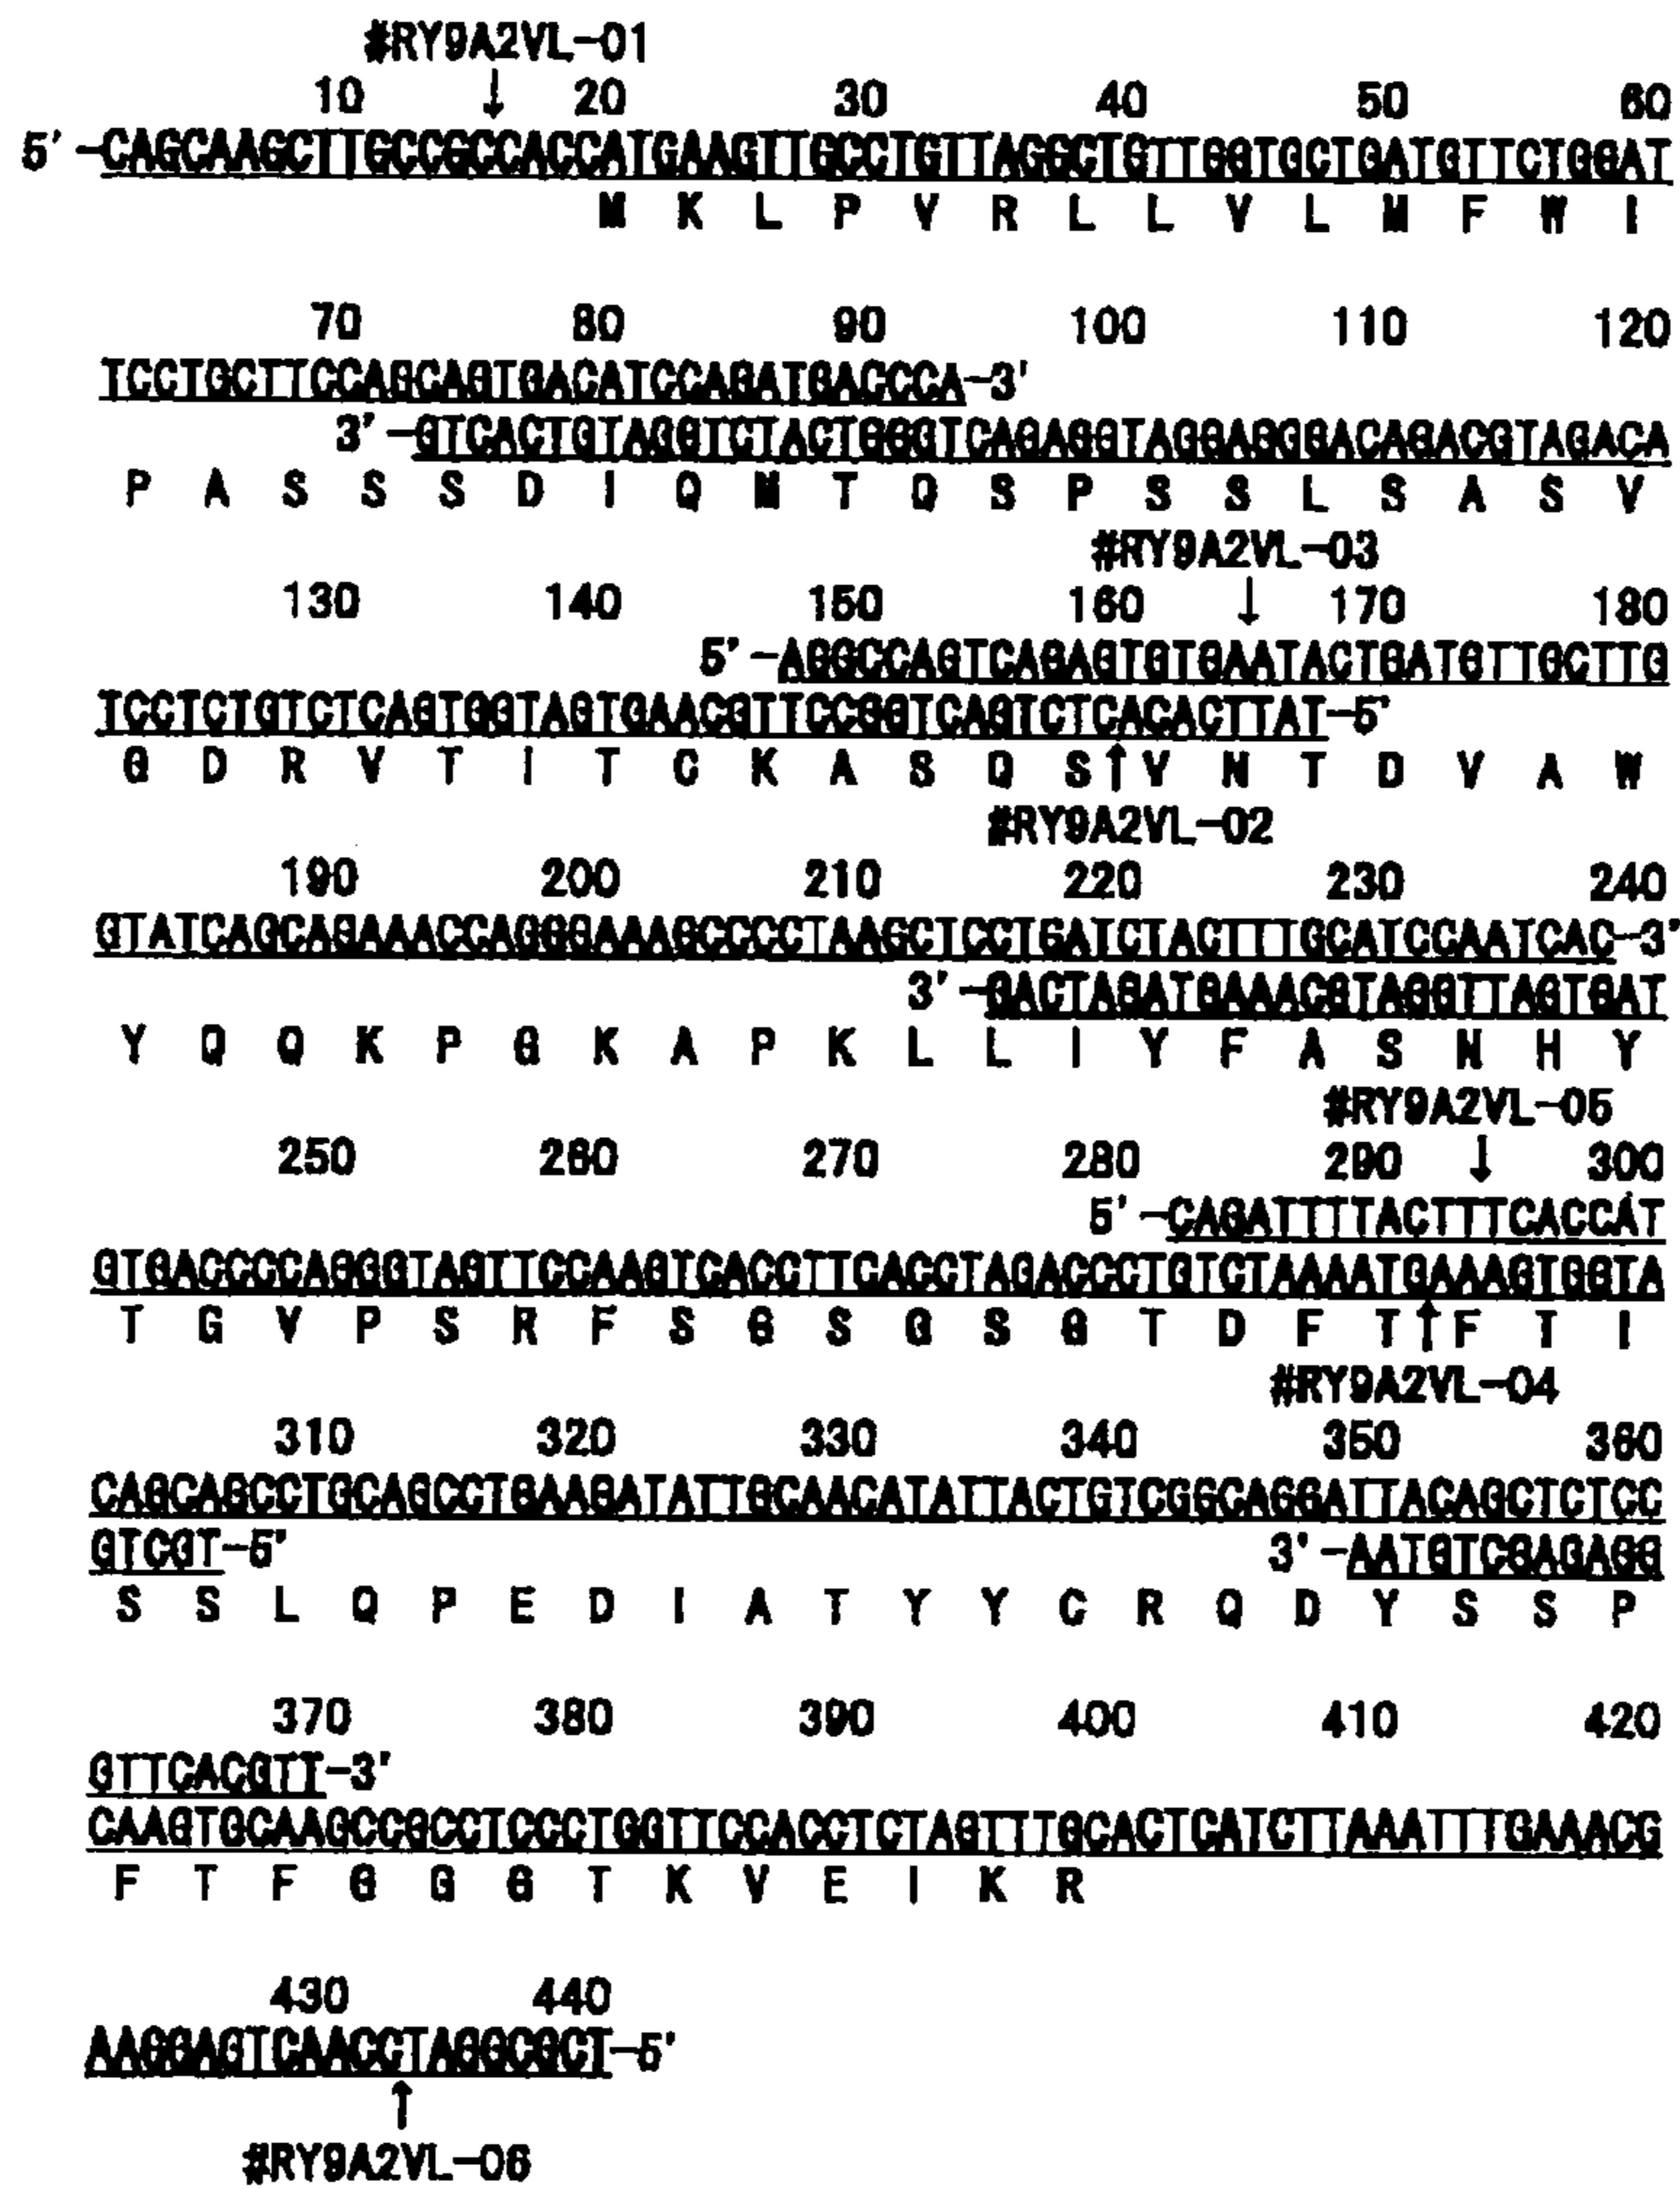 #RY9A2VL-01
10 ↓ 20 30 40 50 60
5'-CAGCAAGCTTGCCGCCACCATGAAGTTGCCTGTTAGGCTGTTGGTGCTGATGTTCTGGAT
M K L P V R L L V L M F W I
70 80 90 100 110 120
TCCTGCTTCCAGCAGTGACATCCAGATGACCCA-3'
3'-GTCACTGTAGGTCTACTGGGTCAGAGGTAGGAGGGACAGACGTAGACA
P A S S S D I Q M T Q S P S S L S A S V
#RY9A2VL-03
130 140 150 160 ↓ 170 180
5'-AGGCCAGTCAGAGTGTGAATACTGATGTTGCTTG
TCCTCTGTCTCAGTGGTAGTGAACGTTCCGGTCAGTCTCACACTTAT-5'
G D R V T I T C K A S Q S ↑ V N T D V A W
#RY9A2VL-02
190 200 210 220 230 240
GTATCAGCAGAAACCAGGGAAAGCCCCTAAGCTCCTGATCTACTTTGCATCCAATCAC-3'
3'-GACTAGATGAAACGTAGGTTAGTGAT
Y Q Q K P G K A P K L L I Y F A S N H Y
#RY9A2VL-05
250 260 270 280 290 ↓ 300
5'-CAGATTTTACTTTCACCAT
GTGACCCCAGGGTAGTTCCAAGTCACCTTCACCTAGACCCTGTCTAAAATGAAAGTGGTA
T G V P S R F S G S G S G T D F T ↑ F T I
#RY9A2VL-04
310 320 330 340 350 360
CAGCAGCCTGCAGCCTGAAGATATTGCAACATATTACTGTCGGCAGGATTACAGCTCTCC
GTCGT-5' 3'-AATGTCGAGAGG
S S L Q P E D I A T Y Y C R Q D Y S S P
370 380 390 400 410 420
GTTCACGTT-3'
CAAGTGCAAGCCGCCTCCCTGGTTCCACCTCTAGTTTGCACTCATCTTAAATTTGAAACG
F T F G G G T K V E I K R
430 440
AAGGAGTCAACCTAGGCGCT-5'
↑
#RY9A2VL-06